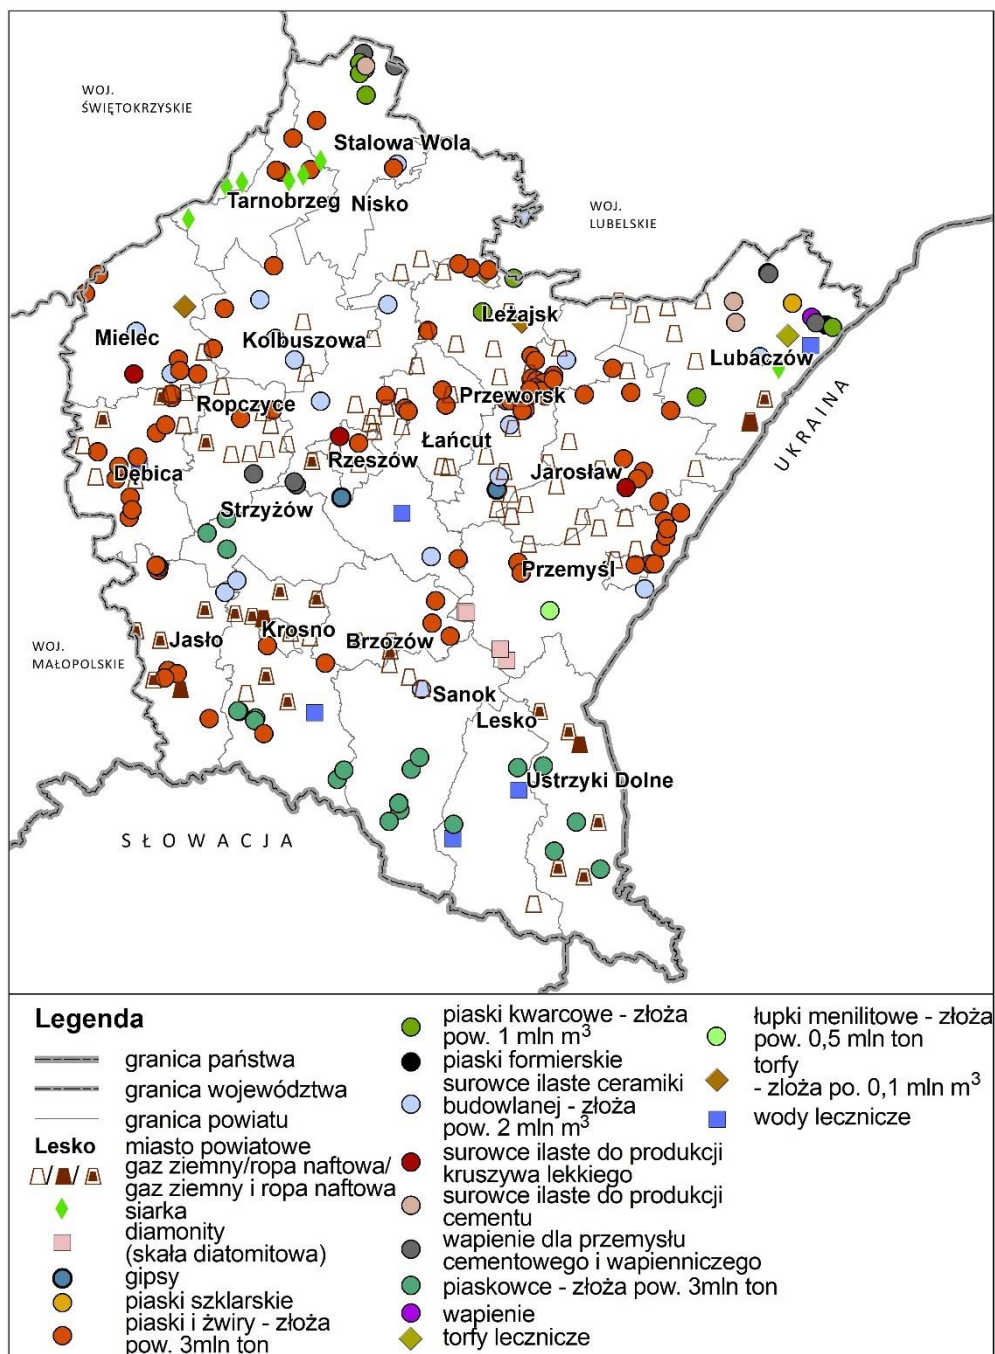 WOJ.
ŚWIĘTOKRZYSKIE
Stalowa Wola
Tarnobrzeg
Nisko
WOJ.
LUBELSKIE
Mielec
Kolbuszowa
Leżajsk
Lubaczów
Ropczyce
Przeworsk
UKRAINA
Łańcut
Dębica
Rzeszów
Jarosław
Strzyżów
Przemyśl
WOJ.
MAŁOPOLSKIE
Jasło
Krosno
Brzozów
Sanok
Lesko
Ustrzyki Dolne
SŁOWACJA
Legenda
granica państwa
granica województwa
granica powiatu
Lesko miasto powiatowe
/ / gaz ziemny/ropa naftowa/
gaz ziemny i ropa naftowa
siarka
diamonity
(skała diatomitowa)
gipsy
piaski szklarskie
piaski i żwiry - złoża
pow. 3mln ton
piaski kwarcowe - złoża
pow. 1 mln m³
piaski formierskie
surowce ilaste ceramiki
budowlanej - złoża
pow. 2 mln m³
surowce ilaste do produkcji
kruszywa lekkiego
surowce ilaste do produkcji
cementu
wapienie dla przemysłu
cementowego i wapienniczego
piaskowce - złoża pow. 3mln ton
wapienie
torfy lecznicze
łupki menilitowe - złoża
pow. 0,5 mln ton
torfy
- zloża po. 0,1 mln m³
wody lecznicze